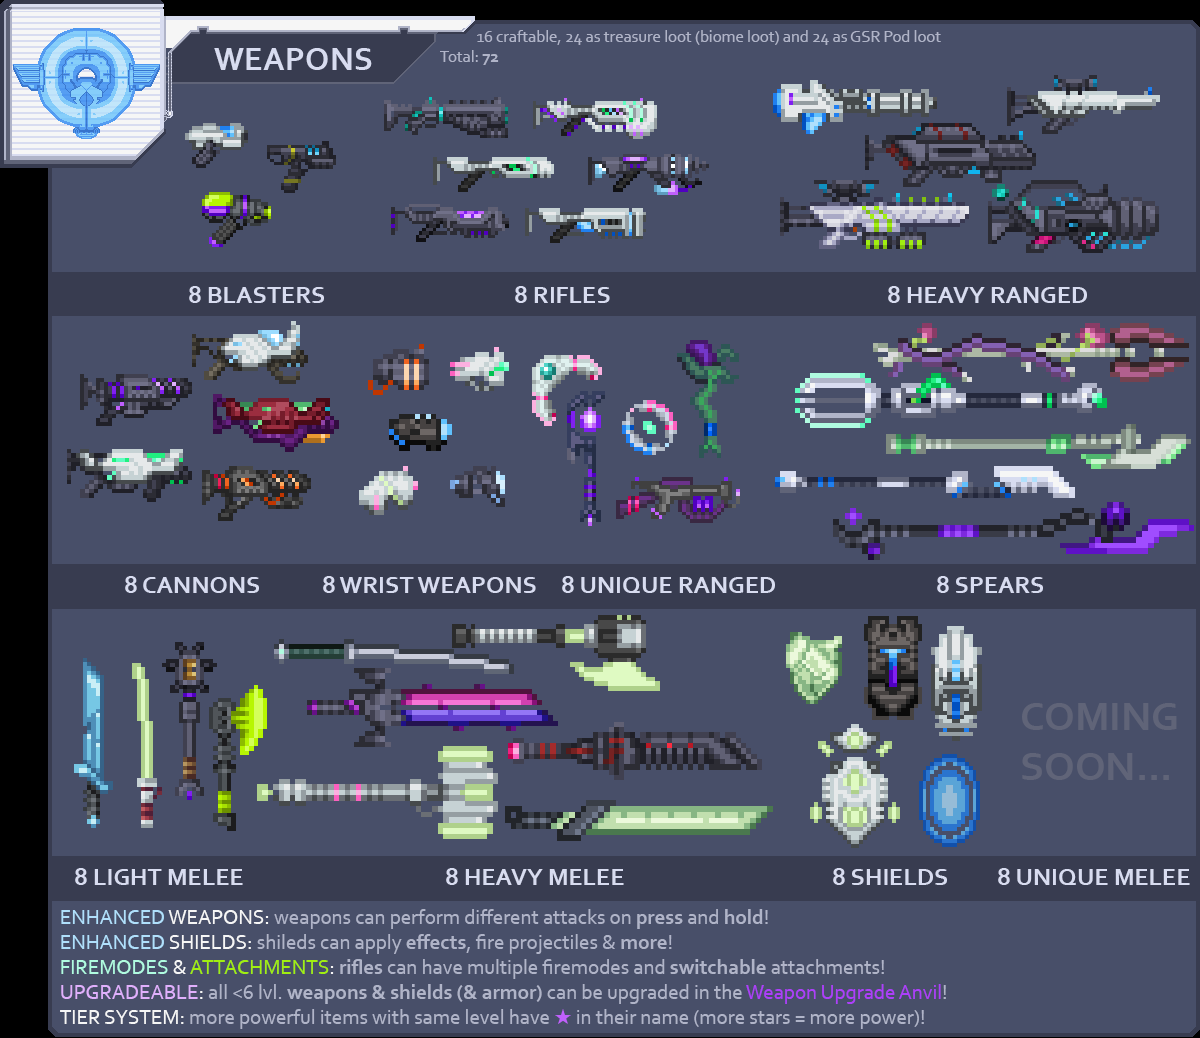 16 craftable, 24 as treasure loot (biome loot) and 24 as GSR Pod loot
WEAPONS
Total: 72
8 BLASTERS
8 RIFLES
8 HEAVY RANGED
8 CANNONS
8 WRIST WEAPONS
8 UNIQUE RANGED
8 SPEARS
COMING
SOON...
8 LIGHT MELEE
8 HEAVY MELEE
8 SHIELDS
8 UNIQUE MELEE
ENHANCED WEAPONS: weapons can perform different attacks on press and hold!
ENHANCED SHIELDS: shileds can apply effects, fire projectiles & more!
FIREMODES & ATTACHMENTS: rifles can have multiple firemodes and switchable attachments!
UPGRADEABLE: all <6 lvl. weapons & shields (& armor) can be upgraded in the Weapon Upgrade Anvil!
TIER SYSTEM: more powerful items with same level have ★ in their name (more stars = more power)!